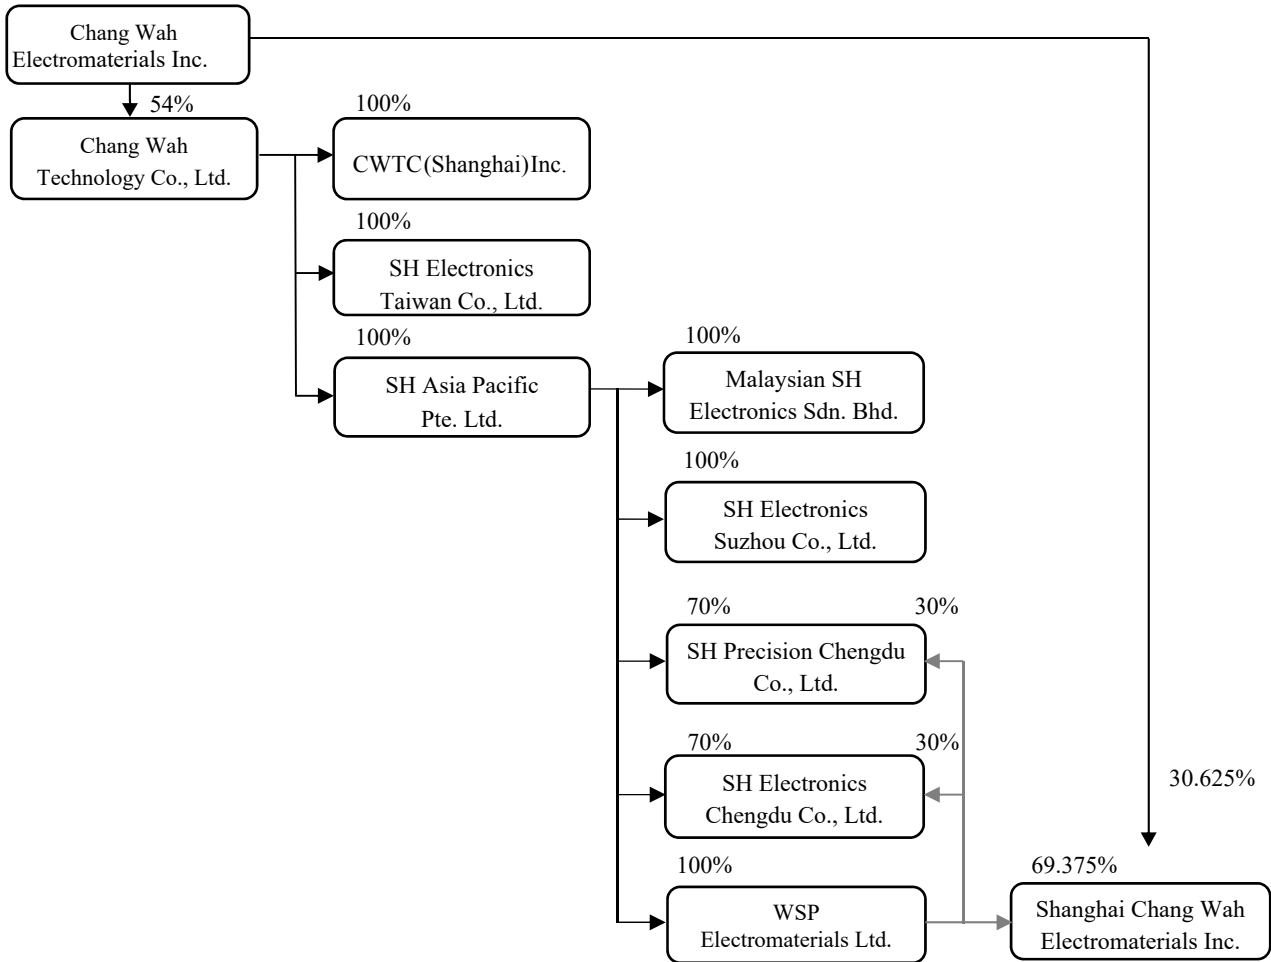 Chang Wah
Electromaterials Inc.
54%
100%
Chang Wah
Technology Co., Ltd.
CWTC(Shanghai)Inc.
100%
SH Electronics
Taiwan Co., Ltd.
100%
100%
SH Asia Pacific
Pte. Ltd.
Malaysian SH
Electronics Sdn. Bhd.
100%
SH Electronics
Suzhou Co., Ltd.
70%
30%
SH Precision Chengdu
Co., Ltd.
70%
30%
SH Electronics
Chengdu Co., Ltd.
30.625%
100%
69.375%
WSP
Electromaterials Ltd.
Shanghai Chang Wah
Electromaterials Inc.